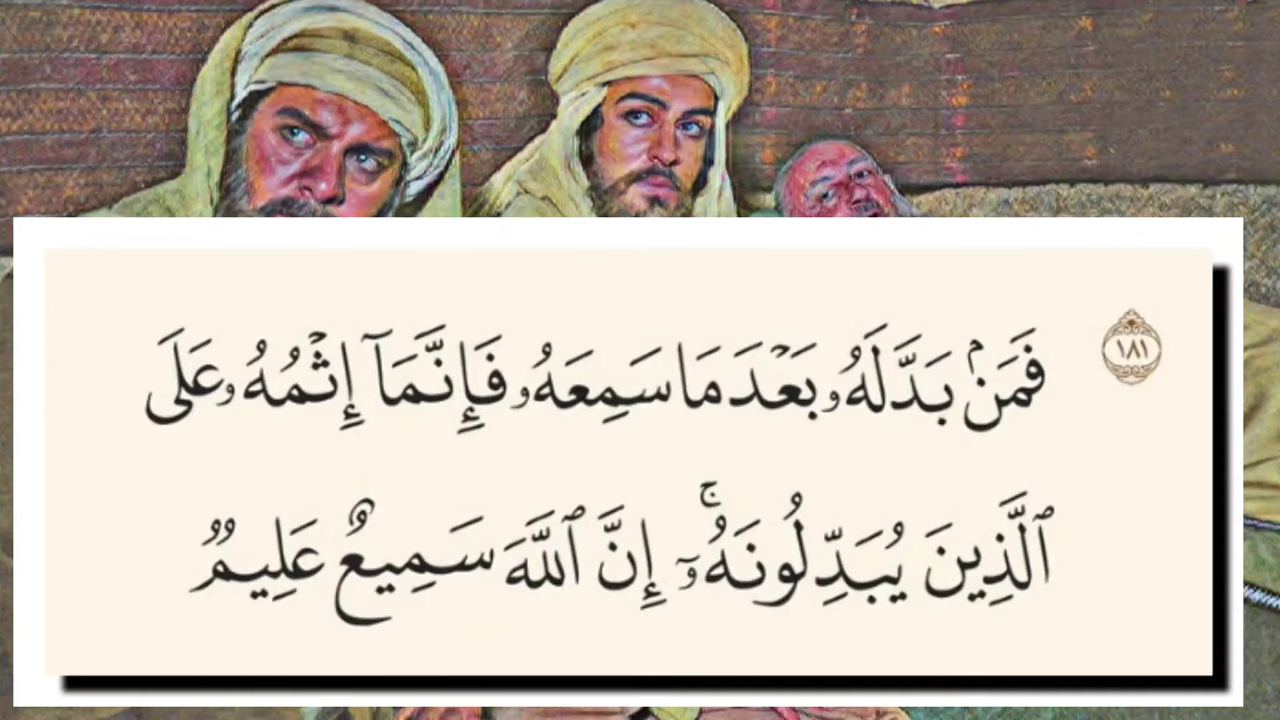 ١٨١
فَمَنۢ بَدَّلَهُۥ بَعْدَ مَا سَمِعَهُۥ فَإِنَّمَآ إِثْمُهُۥ عَلَى
ٱلَّذِينَ يُبَدِّلُونَهُۥٓ ۚ إِنَّ ٱللَّهَ سَمِيعٌ عَلِيمٌ